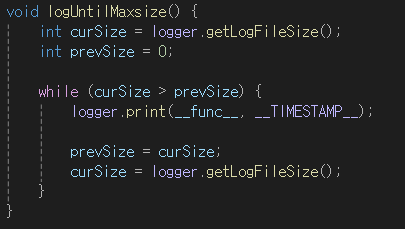 void logUntilMaxsize() {
    int curSize = logger.getLogFileSize();
    int prevSize = 0;

    while (curSize > prevSize) {
        logger.print(__func__, __TIMESTAMP__);

        prevSize = curSize;
        curSize = logger.getLogFileSize();
    }
}